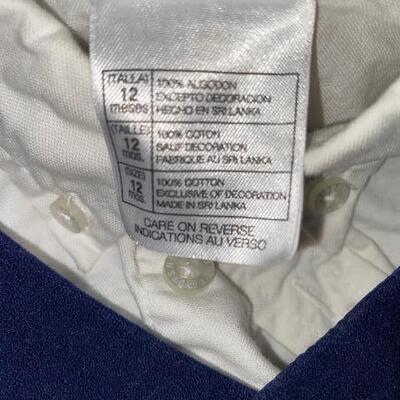 (TALLA)
12
meses
100% ALGODON
EXCEPTO DECORACION
HECHO EN SRI LANKA
(TAILLE)
12
mos.
100% COTON
SAUF DECORATION
FABRIQUE AU SRI LANKA
(SIZE)
12
mos.
100% COTTON
EXCLUSIVE OF DECORATION
MADE IN SRI LANKA
CARE ON REVERSE
INDICATIONS AU VERSO